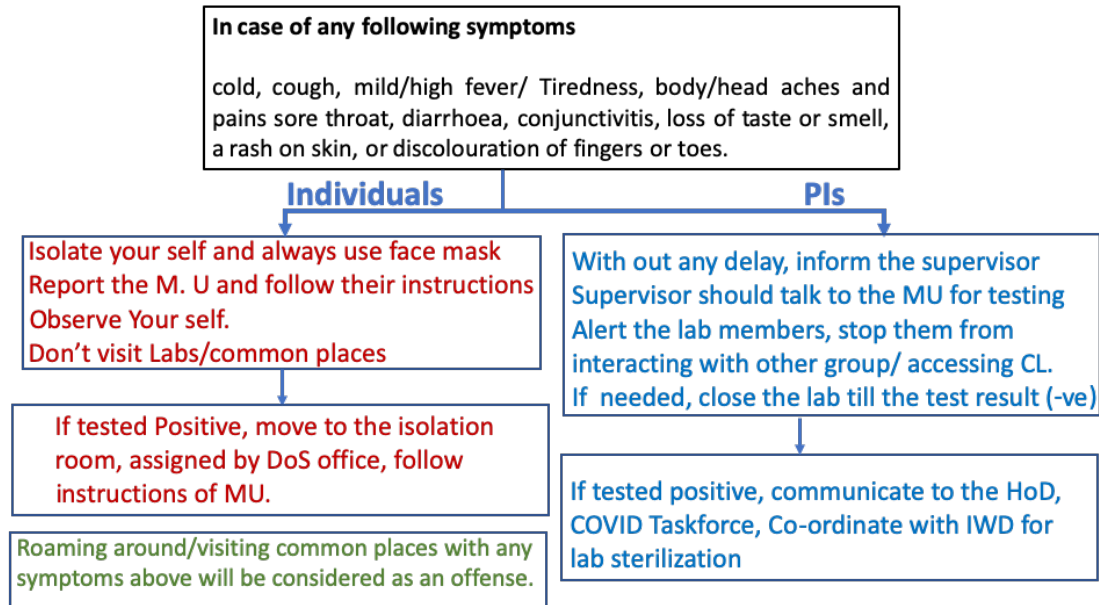 In case of any following symptoms
cold, cough, mild/high fever/ Tiredness, body/head aches and
pains sore throat, diarrhoea, conjunctivitis, loss of taste or smell,
a rash on skin, or discolouration of fingers or toes.
Individuals
PIs
Isolate your self and always use face mask
Report the M. U and follow their instructions
Observe Your self.
Don't visit Labs/common places
If tested Positive, move to the isolation
room, assigned by DoS office, follow
instructions of MU.
Roaming around/visiting common places with any
symptoms above will be considered as an offense.
With out any delay, inform the supervisor
Supervisor should talk to the MU for testing
Alert the lab members, stop them from
interacting with other group/ accessing CL.
If needed, close the lab till the test result (-ve)
If tested positive, communicate to the HoD,
COVID Taskforce, Co-ordinate with IWD for
lab sterilization